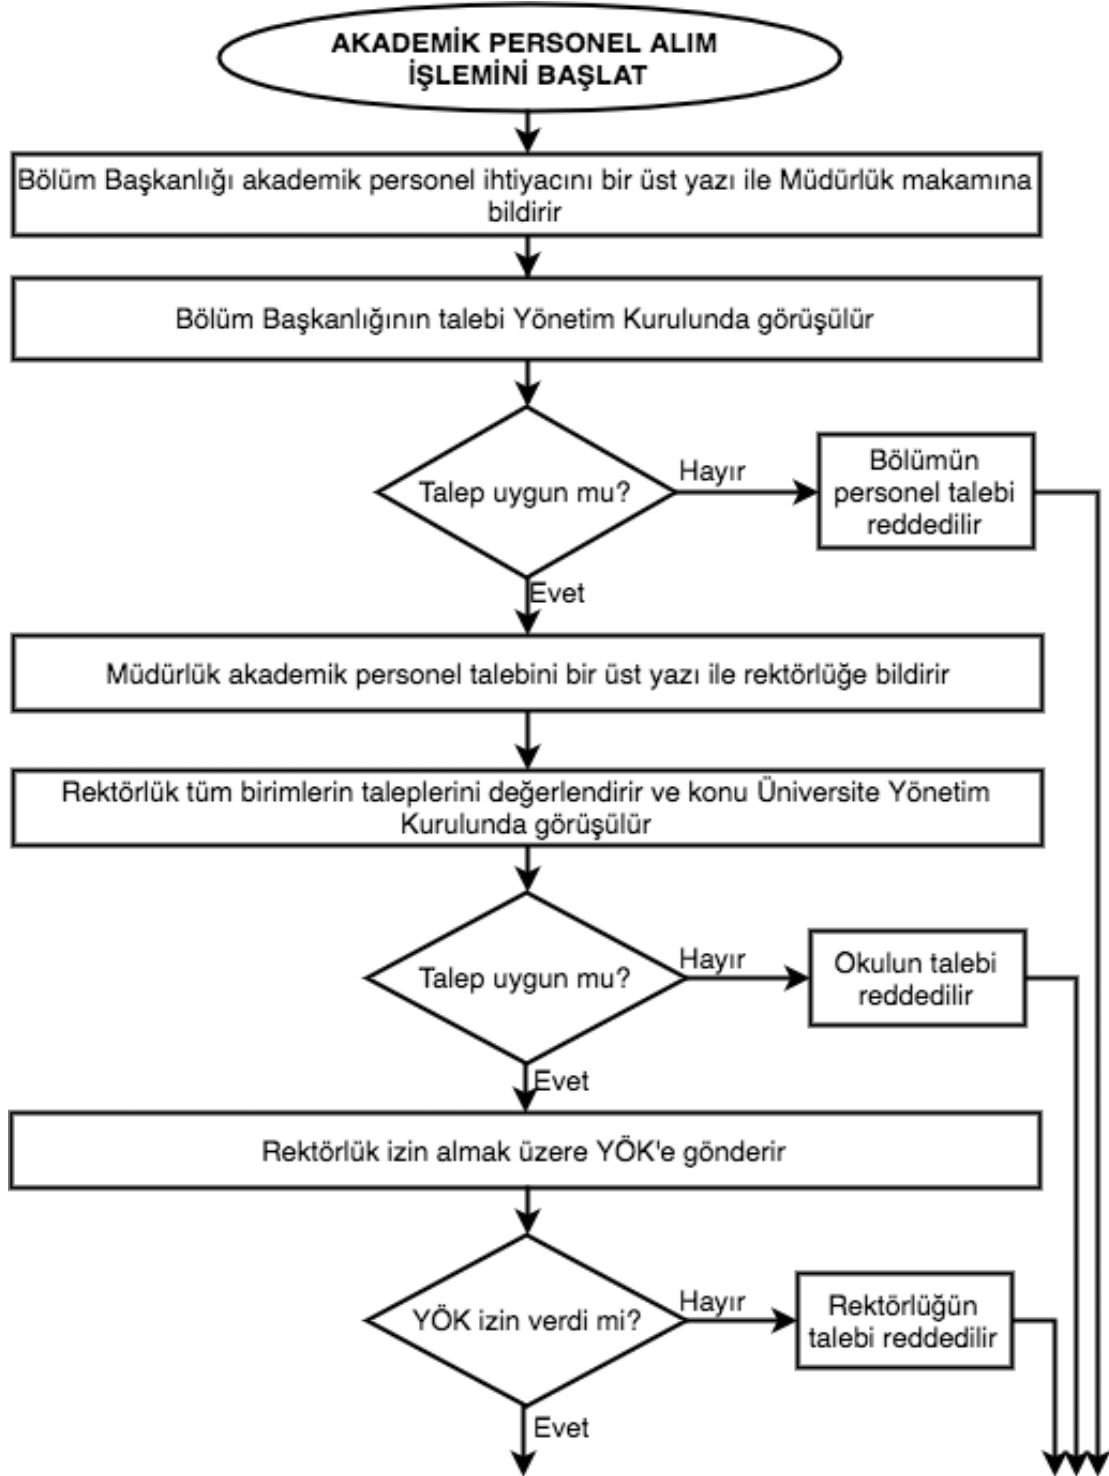 AKADEMİK PERSONEL ALIM
İŞLEMİNİ BAŞLAT
Bölüm Başkanlığı akademik personel ihtiyacını bir üst yazı ile Müdürlük makamına
bildirir
Bölüm Başkanlığının talebi Yönetim Kurulunda görüşülür
Talep uygun mu?
Hayır
Bölümün
personel talebi
reddedilir
Evet
Müdürlük akademik personel talebini bir üst yazı ile rektörlüğe bildirir
Rektörlük tüm birimlerin taleplerini değerlendirir ve konu Üniversite Yönetim
Kurulunda görüşülür
Talep uygun mu?
Hayır
Okulun talebi
reddedilir
Evet
Rektörlük izin almak üzere YÖK'e gönderir
YÖK izin verdi mi?
Hayır
Rektörlüğün
talebi reddedilir
Evet